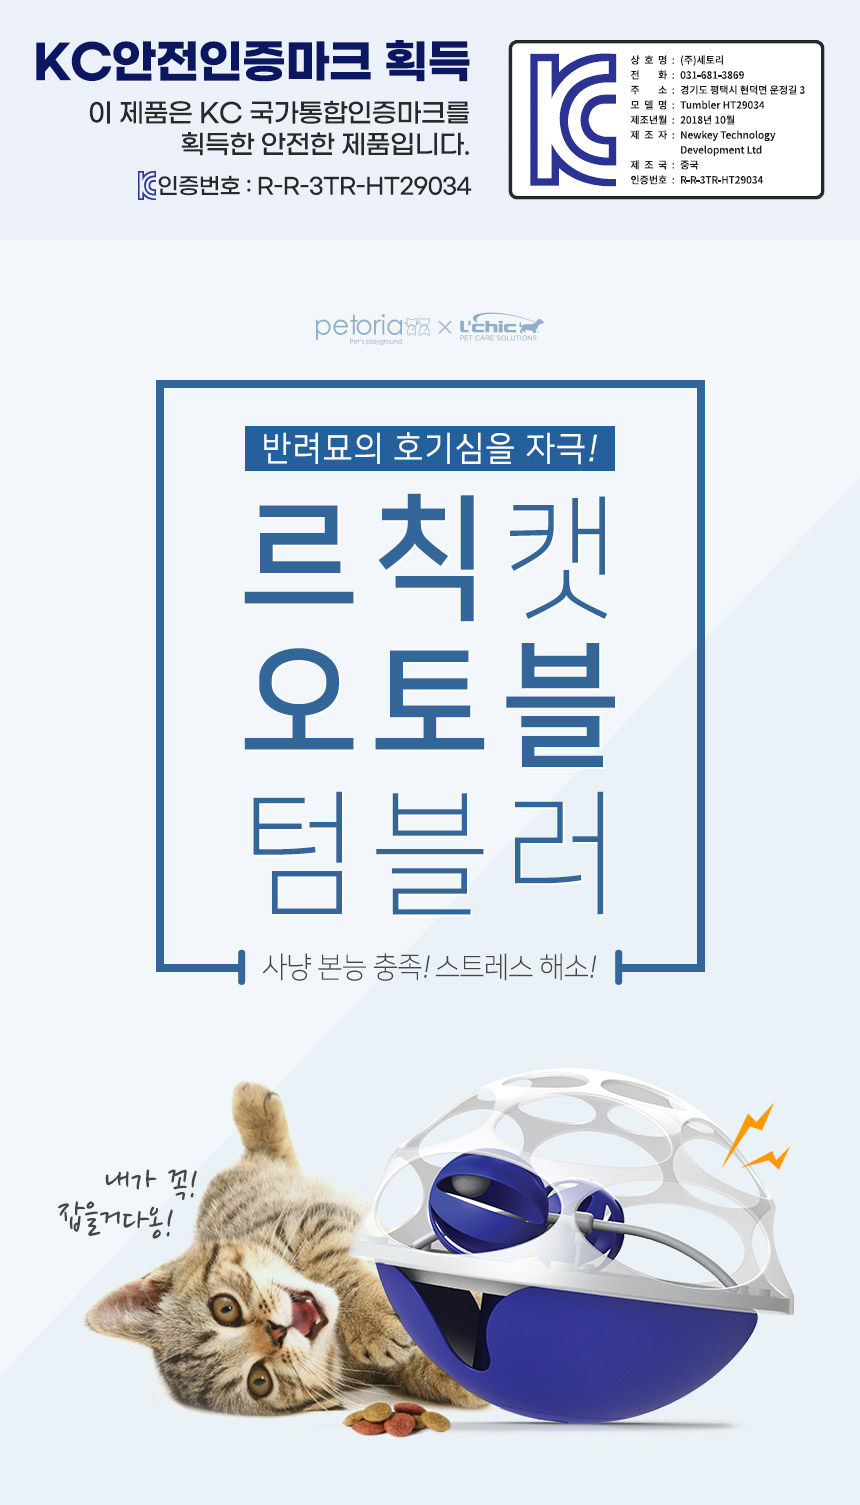 KC안전인증마크 획득
이 제품은 KC 국가통합인증마크를
획득한 안전한 제품입니다.
KC인증번호 : R-R-3TR-HT29034
상 호 명 : (주)세토리
전 화 : 031-681-3869
주 소 : 경기도 평택시 현덕면 운정길 3
모 델 명 : Tumbler HT29034
제조년월 : 2018년 10월
제 조 자 : Newkey Technology
Development Ltd
제 조 국 : 중국
인증번호 : R-R-3TR-HT29034
petoria × L'chic
Pet's playground PET CARE SOLUTIONS
반려묘의 호기심을 자극!
르칙캣
오토블
텀블러
사냥 본능 충족! 스트레스 해소!
내가 꼭!
잡을거다옹!